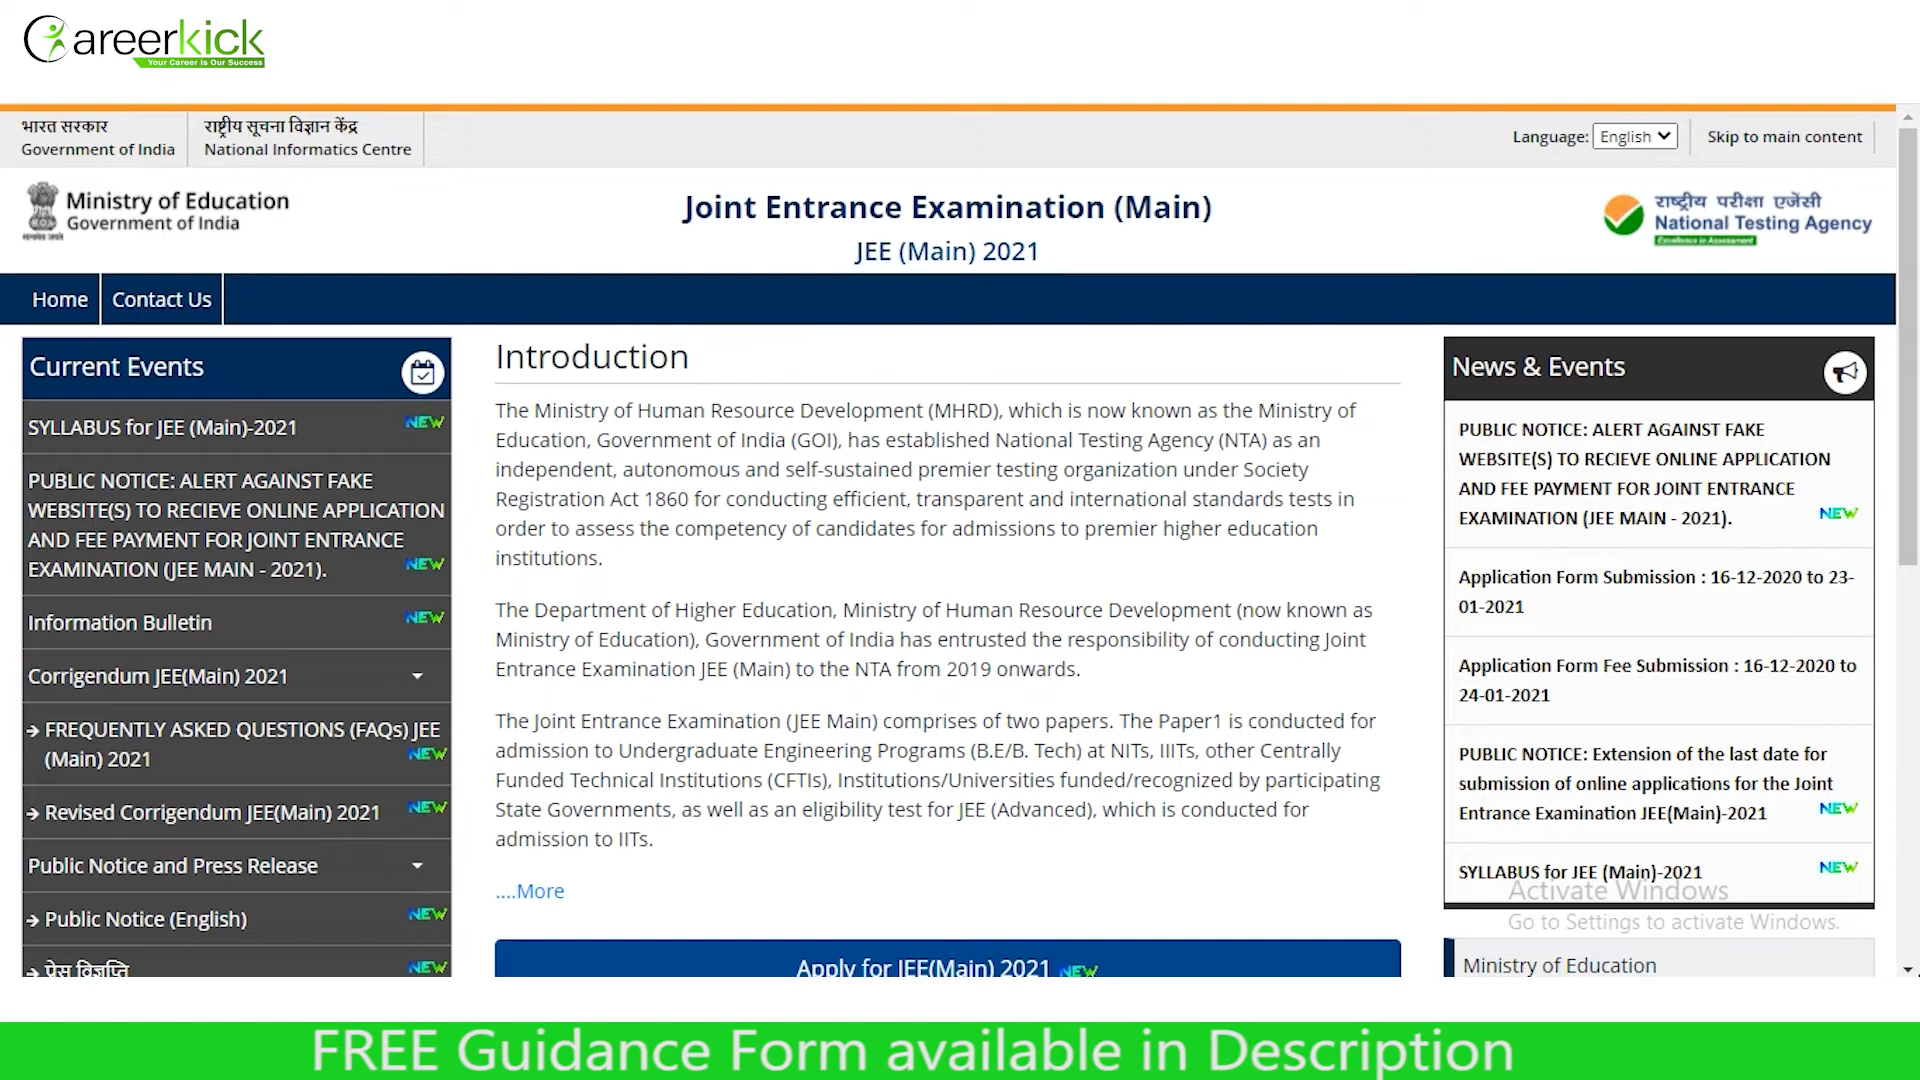 Careerkick
Your Career Is Our Success
भारत सरकार
Government of India
राष्ट्रीय सूचना विज्ञान केंद्र
National Informatics Centre
Language: English
Skip to main content
Ministry of Education
Government of India
सत्यमेव जयते
Joint Entrance Examination (Main)
JEE (Main) 2021
राष्ट्रीय परीक्षा एजेंसी
National Testing Agency
Excellence in Assessment
Home
Contact Us
Current Events
SYLLABUS for JEE (Main)-2021 NEW
PUBLIC NOTICE: ALERT AGAINST FAKE
WEBSITE(S) TO RECIEVE ONLINE APPLICATION
AND FEE PAYMENT FOR JOINT ENTRANCE
EXAMINATION (JEE MAIN - 2021). NEW
Information Bulletin NEW
Corrigendum JEE(Main) 2021
FREQUENTLY ASKED QUESTIONS (FAQs) JEE
(Main) 2021 NEW
Revised Corrigendum JEE(Main) 2021 NEW
Public Notice and Press Release
Public Notice (English) NEW
प्रेस विज्ञप्ति NEW
Introduction
The Ministry of Human Resource Development (MHRD), which is now known as the Ministry of
Education, Government of India (GOI), has established National Testing Agency (NTA) as an
independent, autonomous and self-sustained premier testing organization under Society
Registration Act 1860 for conducting efficient, transparent and international standards tests in
order to assess the competency of candidates for admissions to premier higher education
institutions.
The Department of Higher Education, Ministry of Human Resource Development (now known as
Ministry of Education), Government of India has entrusted the responsibility of conducting Joint
Entrance Examination JEE (Main) to the NTA from 2019 onwards.
The Joint Entrance Examination (JEE Main) comprises of two papers. The Paper1 is conducted for
admission to Undergraduate Engineering Programs (B.E/B. Tech) at NITs, IIITs, other Centrally
Funded Technical Institutions (CFTIs), Institutions/Universities funded/recognized by participating
State Governments, as well as an eligibility test for JEE (Advanced), which is conducted for
admission to IITs.
....More
Apply for JEE(Main) 2021 NEW
News & Events
PUBLIC NOTICE: ALERT AGAINST FAKE
WEBSITE(S) TO RECIEVE ONLINE APPLICATION
AND FEE PAYMENT FOR JOINT ENTRANCE
EXAMINATION (JEE MAIN - 2021). NEW
Application Form Submission : 16-12-2020 to 23-
01-2021
Application Form Fee Submission : 16-12-2020 to
24-01-2021
PUBLIC NOTICE: Extension of the last date for
submission of online applications for the Joint
Entrance Examination JEE(Main)-2021 NEW
SYLLABUS for JEE (Main)-2021 NEW
Activate Windows
Go to Settings to activate Windows.
Ministry of Education
FREE Guidance Form available in Description